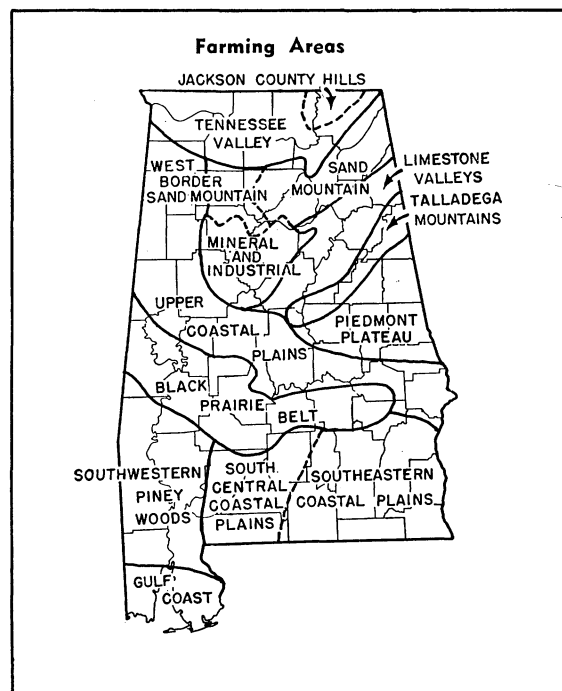 Farming Areas
JACKSON COUNTY HILLS
TENNESSEE
VALLEY
WEST
BORDER
SAND MOUNTAIN
SAND
MOUNTAIN
LIMESTONE
VALLEYS
TALLADEGA
MOUNTAINS
MINERAL
AND
INDUSTRIAL
UPPER
COASTAL
PLAINS
PIEDMONT
PLATEAU
BLACK
PRAIRIE
BELT
SOUTHWESTERN
PINEY
WOODS
SOUTH
CENTRAL
COASTAL
PLAINS
SOUTHEASTERN
COASTAL PLAINS
GULF
COAST